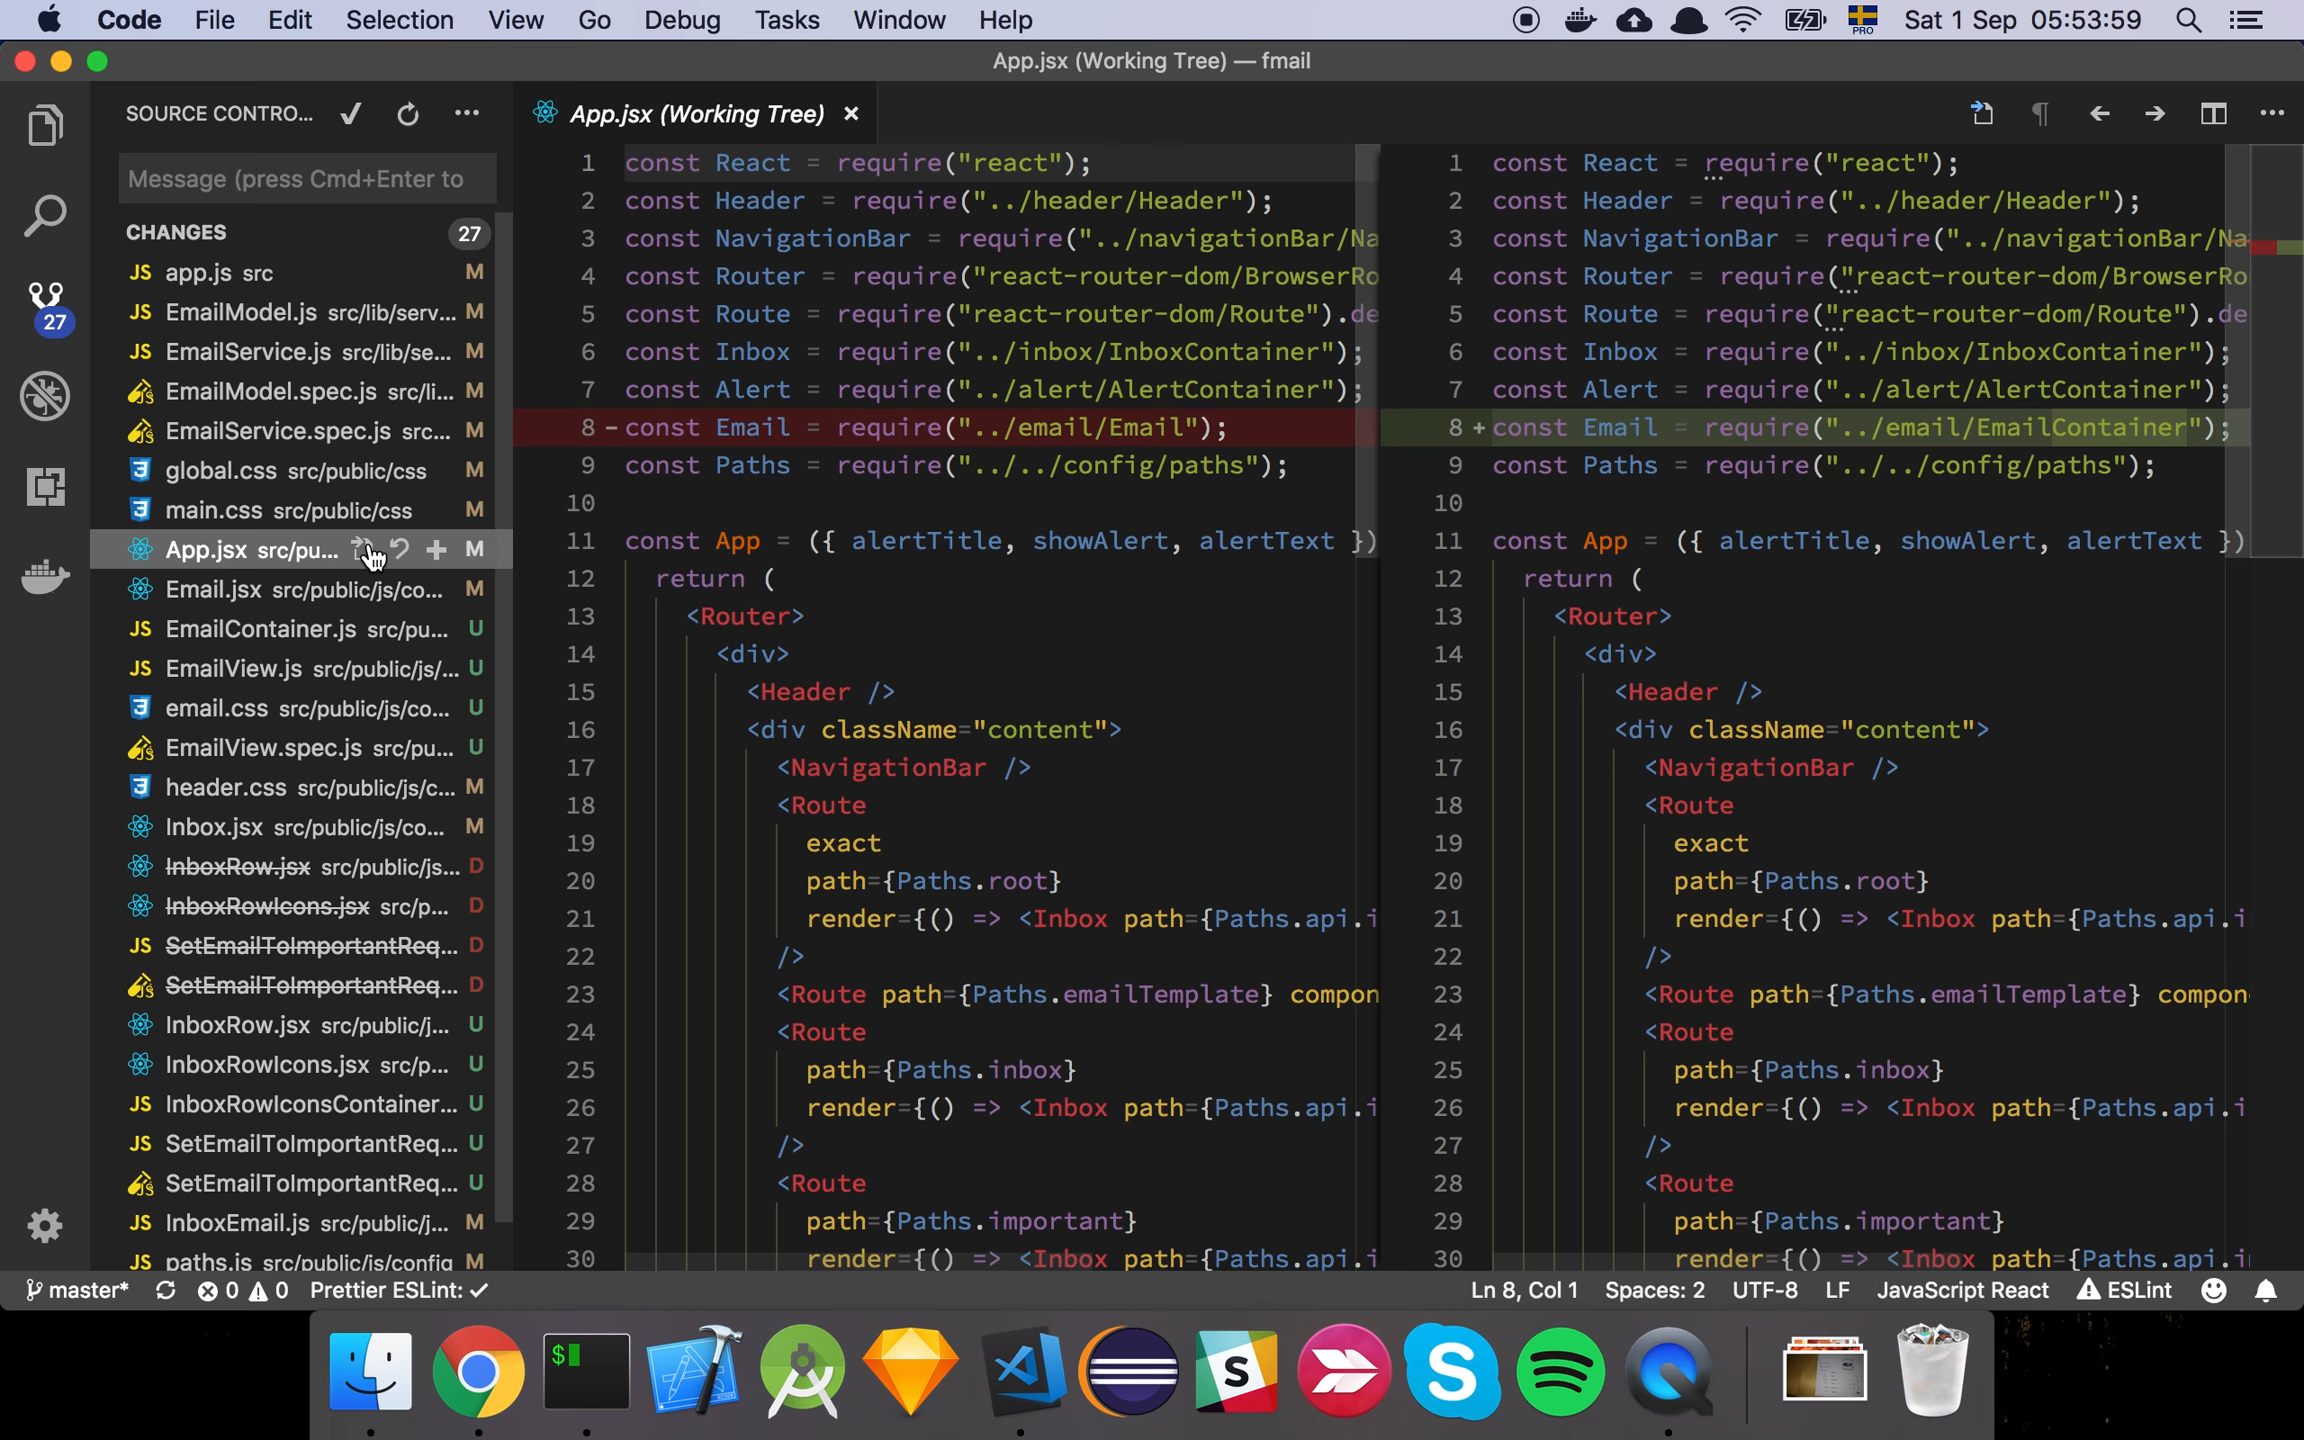 Code File Edit Selection View Go Debug Tasks Window Help PRO Sat 1 Sep 05:53:59
App.jsx (Working Tree) — fmail
SOURCE CONTRO...
App.jsx (Working Tree)
Message (press Cmd+Enter to
CHANGES 27
27
JS app.js src M
JS EmailModel.js src/lib/serv... M
JS EmailService.js src/lib/se... M
EmailModel.spec.js src/li... M
EmailService.spec.js src... M
global.css src/public/css M
main.css src/public/css M
App.jsx src/pu... M
Email.jsx src/public/js/co... M
JS EmailContainer.js src/pu... U
JS EmailView.js src/public/js/... U
email.css src/public/js/co... U
EmailView.spec.js src/pu... U
header.css src/public/js/c... M
Inbox.jsx src/public/js/co... M
InboxRow.jsx src/public/js... D
InboxRowIcons.jsx src/p... D
JS SetEmailToImportantReq... D
SetEmailToImportantReq... D
InboxRow.jsx src/public/j... U
InboxRowIcons.jsx src/p... U
JS InboxRowIconsContainer... U
JS SetEmailToImportantReq... U
SetEmailToImportantReq... U
JS InboxEmail.js src/public/j... M
JS paths.js src/public/js/config M
1 const React = require("react");
2 const Header = require("../header/Header");
3 const NavigationBar = require("../navigationBar/Na
4 const Router = require("react-router-dom/BrowserRo
5 const Route = require("react-router-dom/Route").de
6 const Inbox = require("../inbox/InboxContainer");
7 const Alert = require("../alert/AlertContainer");
8 - const Email = require("../email/Email");
9 const Paths = require("../../config/paths");
10
11 const App = ({ alertTitle, showAlert, alertText })
12 return (
13 <Router>
14 <div>
15 <Header />
16 <div className="content">
17 <NavigationBar />
18 <Route
19 exact
20 path={Paths.root}
21 render={() => <Inbox path={Paths.api.i
22 />
23 <Route path={Paths.emailTemplate} compon
24 <Route
25 path={Paths.inbox}
26 render={() => <Inbox path={Paths.api.i
27 />
28 <Route
29 path={Paths.important}
30 render={() => <Inbox path={Paths.api.i
1 const React = require("react");
2 const Header = require("../header/Header");
3 const NavigationBar = require("../navigationBar/Na
4 const Router = require("react-router-dom/BrowserRo
5 const Route = require("react-router-dom/Route").de
6 const Inbox = require("../inbox/InboxContainer");
7 const Alert = require("../alert/AlertContainer");
8 + const Email = require("../email/EmailContainer");
9 const Paths = require("../../config/paths");
10
11 const App = ({ alertTitle, showAlert, alertText })
12 return (
13 <Router>
14 <div>
15 <Header />
16 <div className="content">
17 <NavigationBar />
18 <Route
19 exact
20 path={Paths.root}
21 render={() => <Inbox path={Paths.api.i
22 />
23 <Route path={Paths.emailTemplate} compon
24 <Route
25 path={Paths.inbox}
26 render={() => <Inbox path={Paths.api.i
27 />
28 <Route
29 path={Paths.important}
30 render={() => <Inbox path={Paths.api.i
master* 0 0 Prettier ESLint: Ln 8, Col 1 Spaces: 2 UTF-8 LF JavaScript React ESLint
$ S S